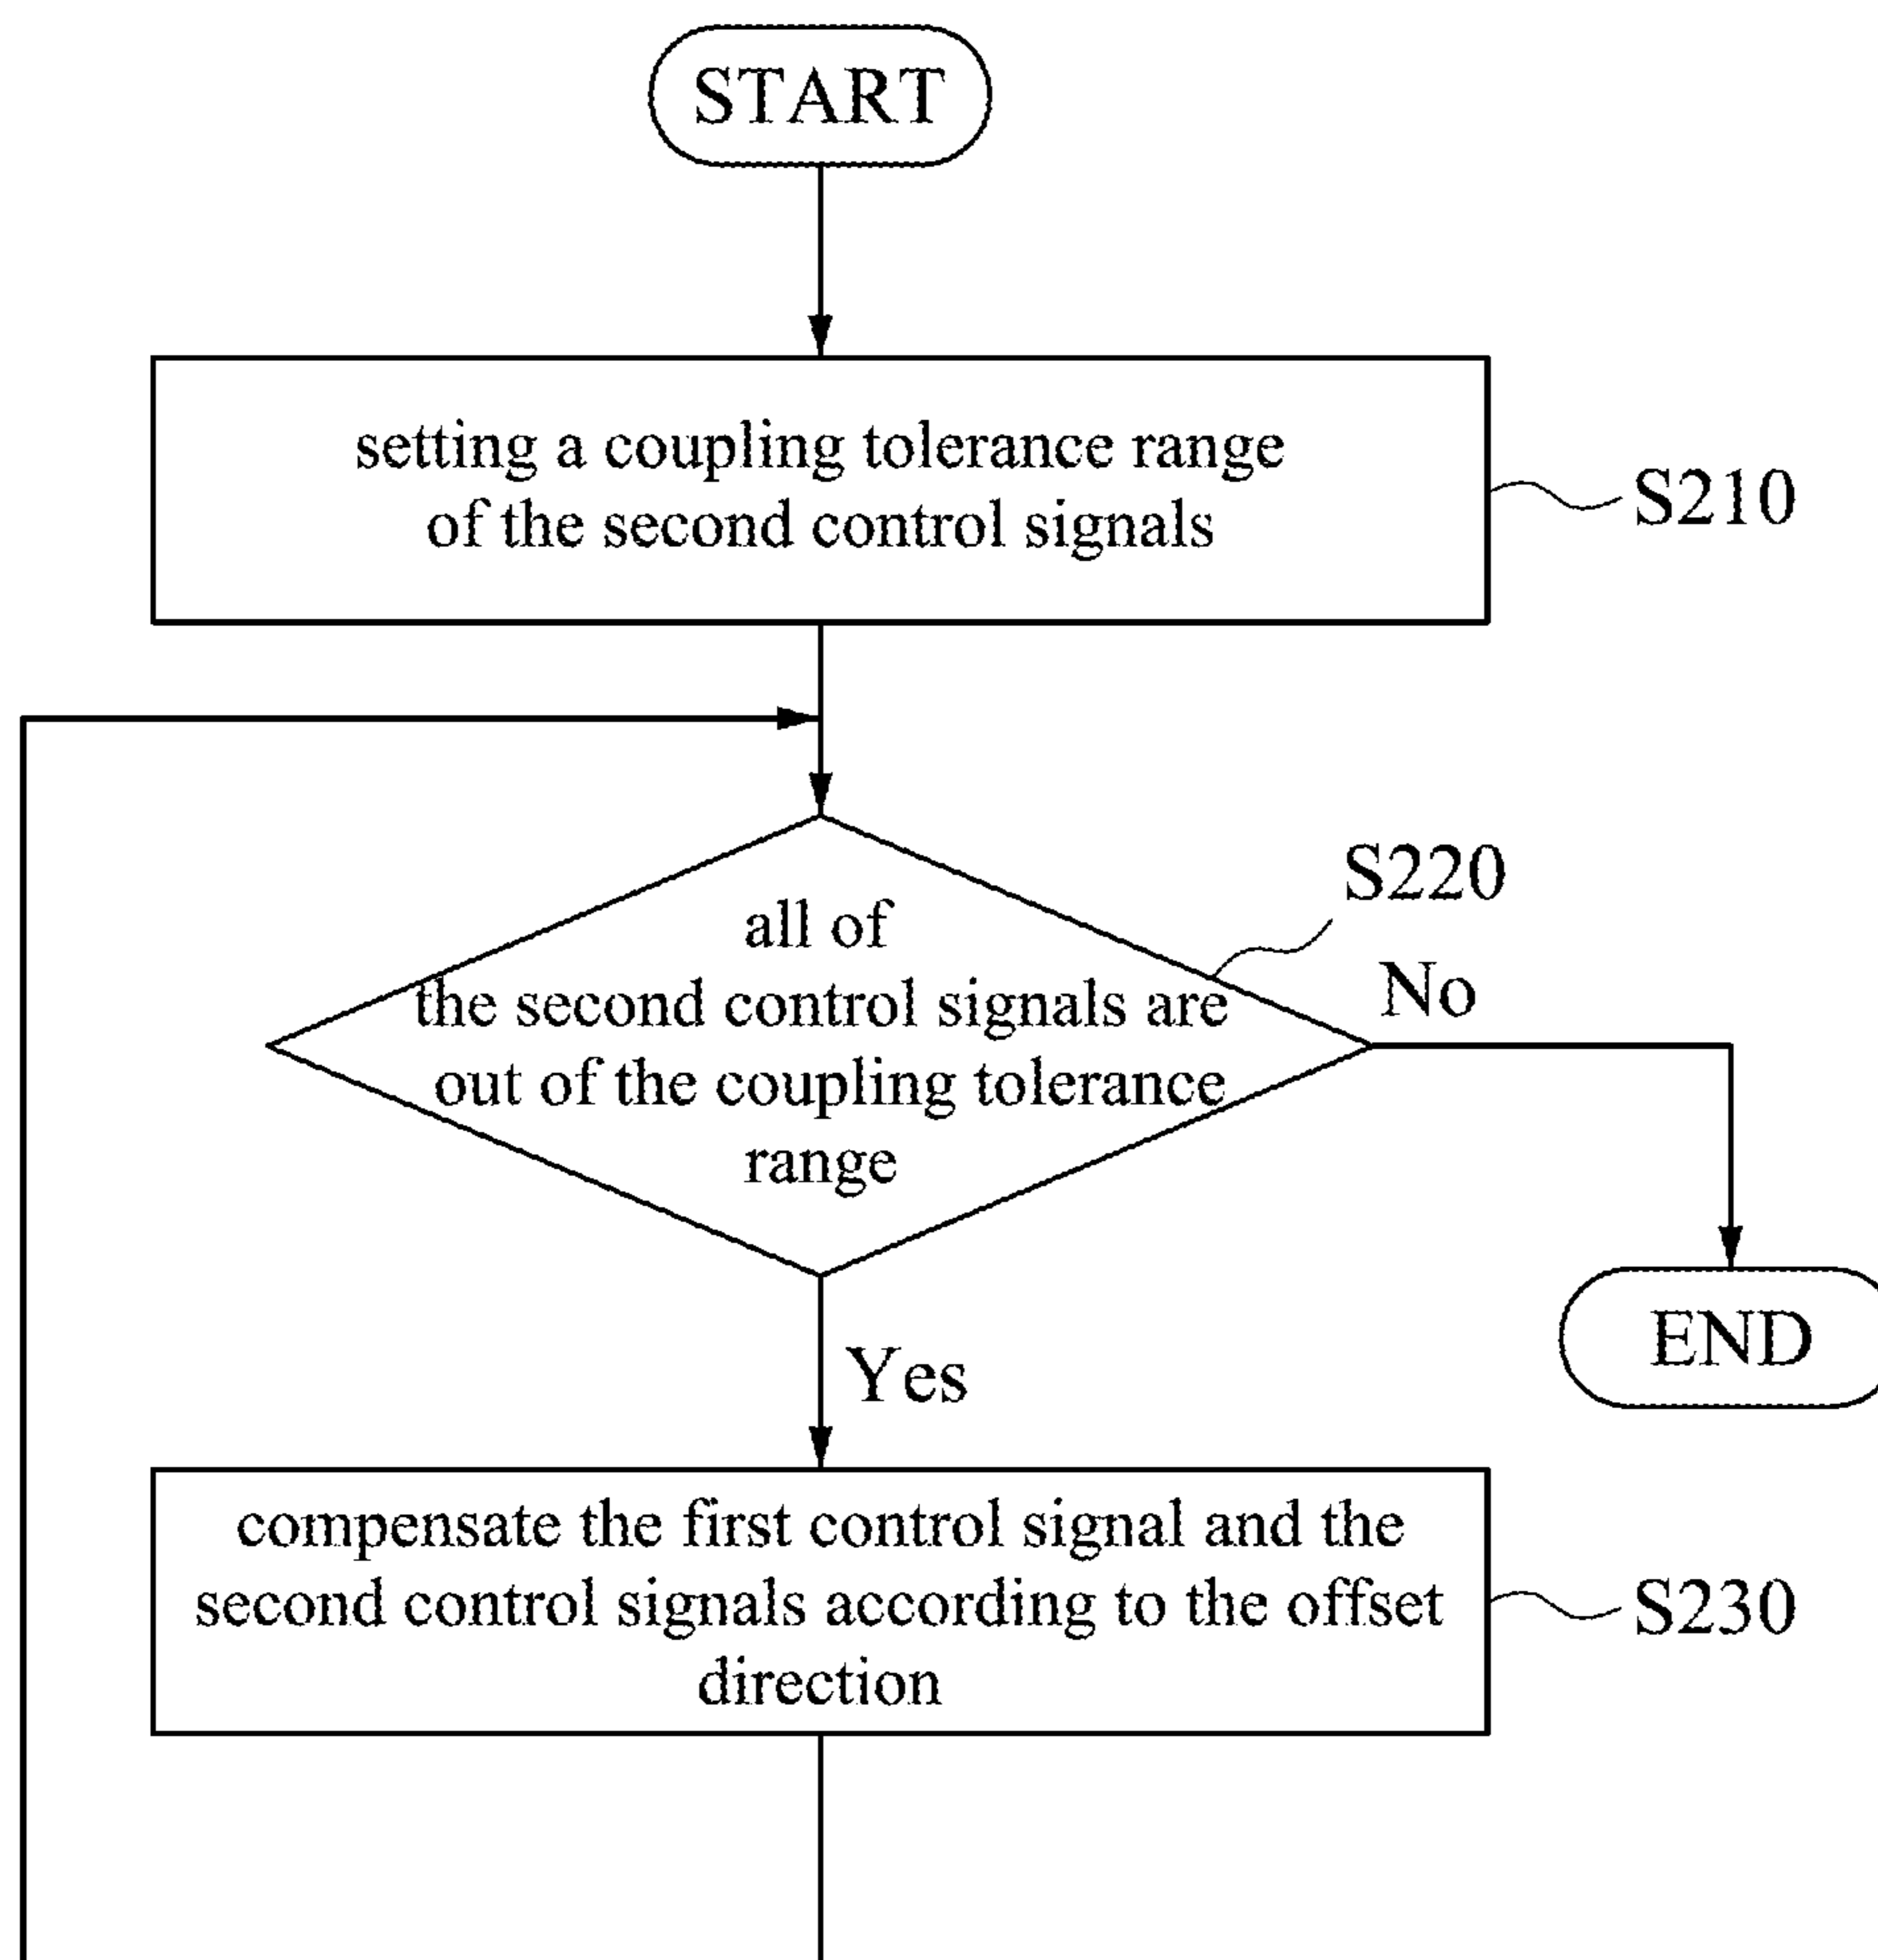 START
setting a coupling tolerance range
of the second control signals
S210
S220
all of
the second control signals are
out of the coupling tolerance
range
No
END
Yes
compensate the first control signal and the
second control signals according to the offset
direction
S230